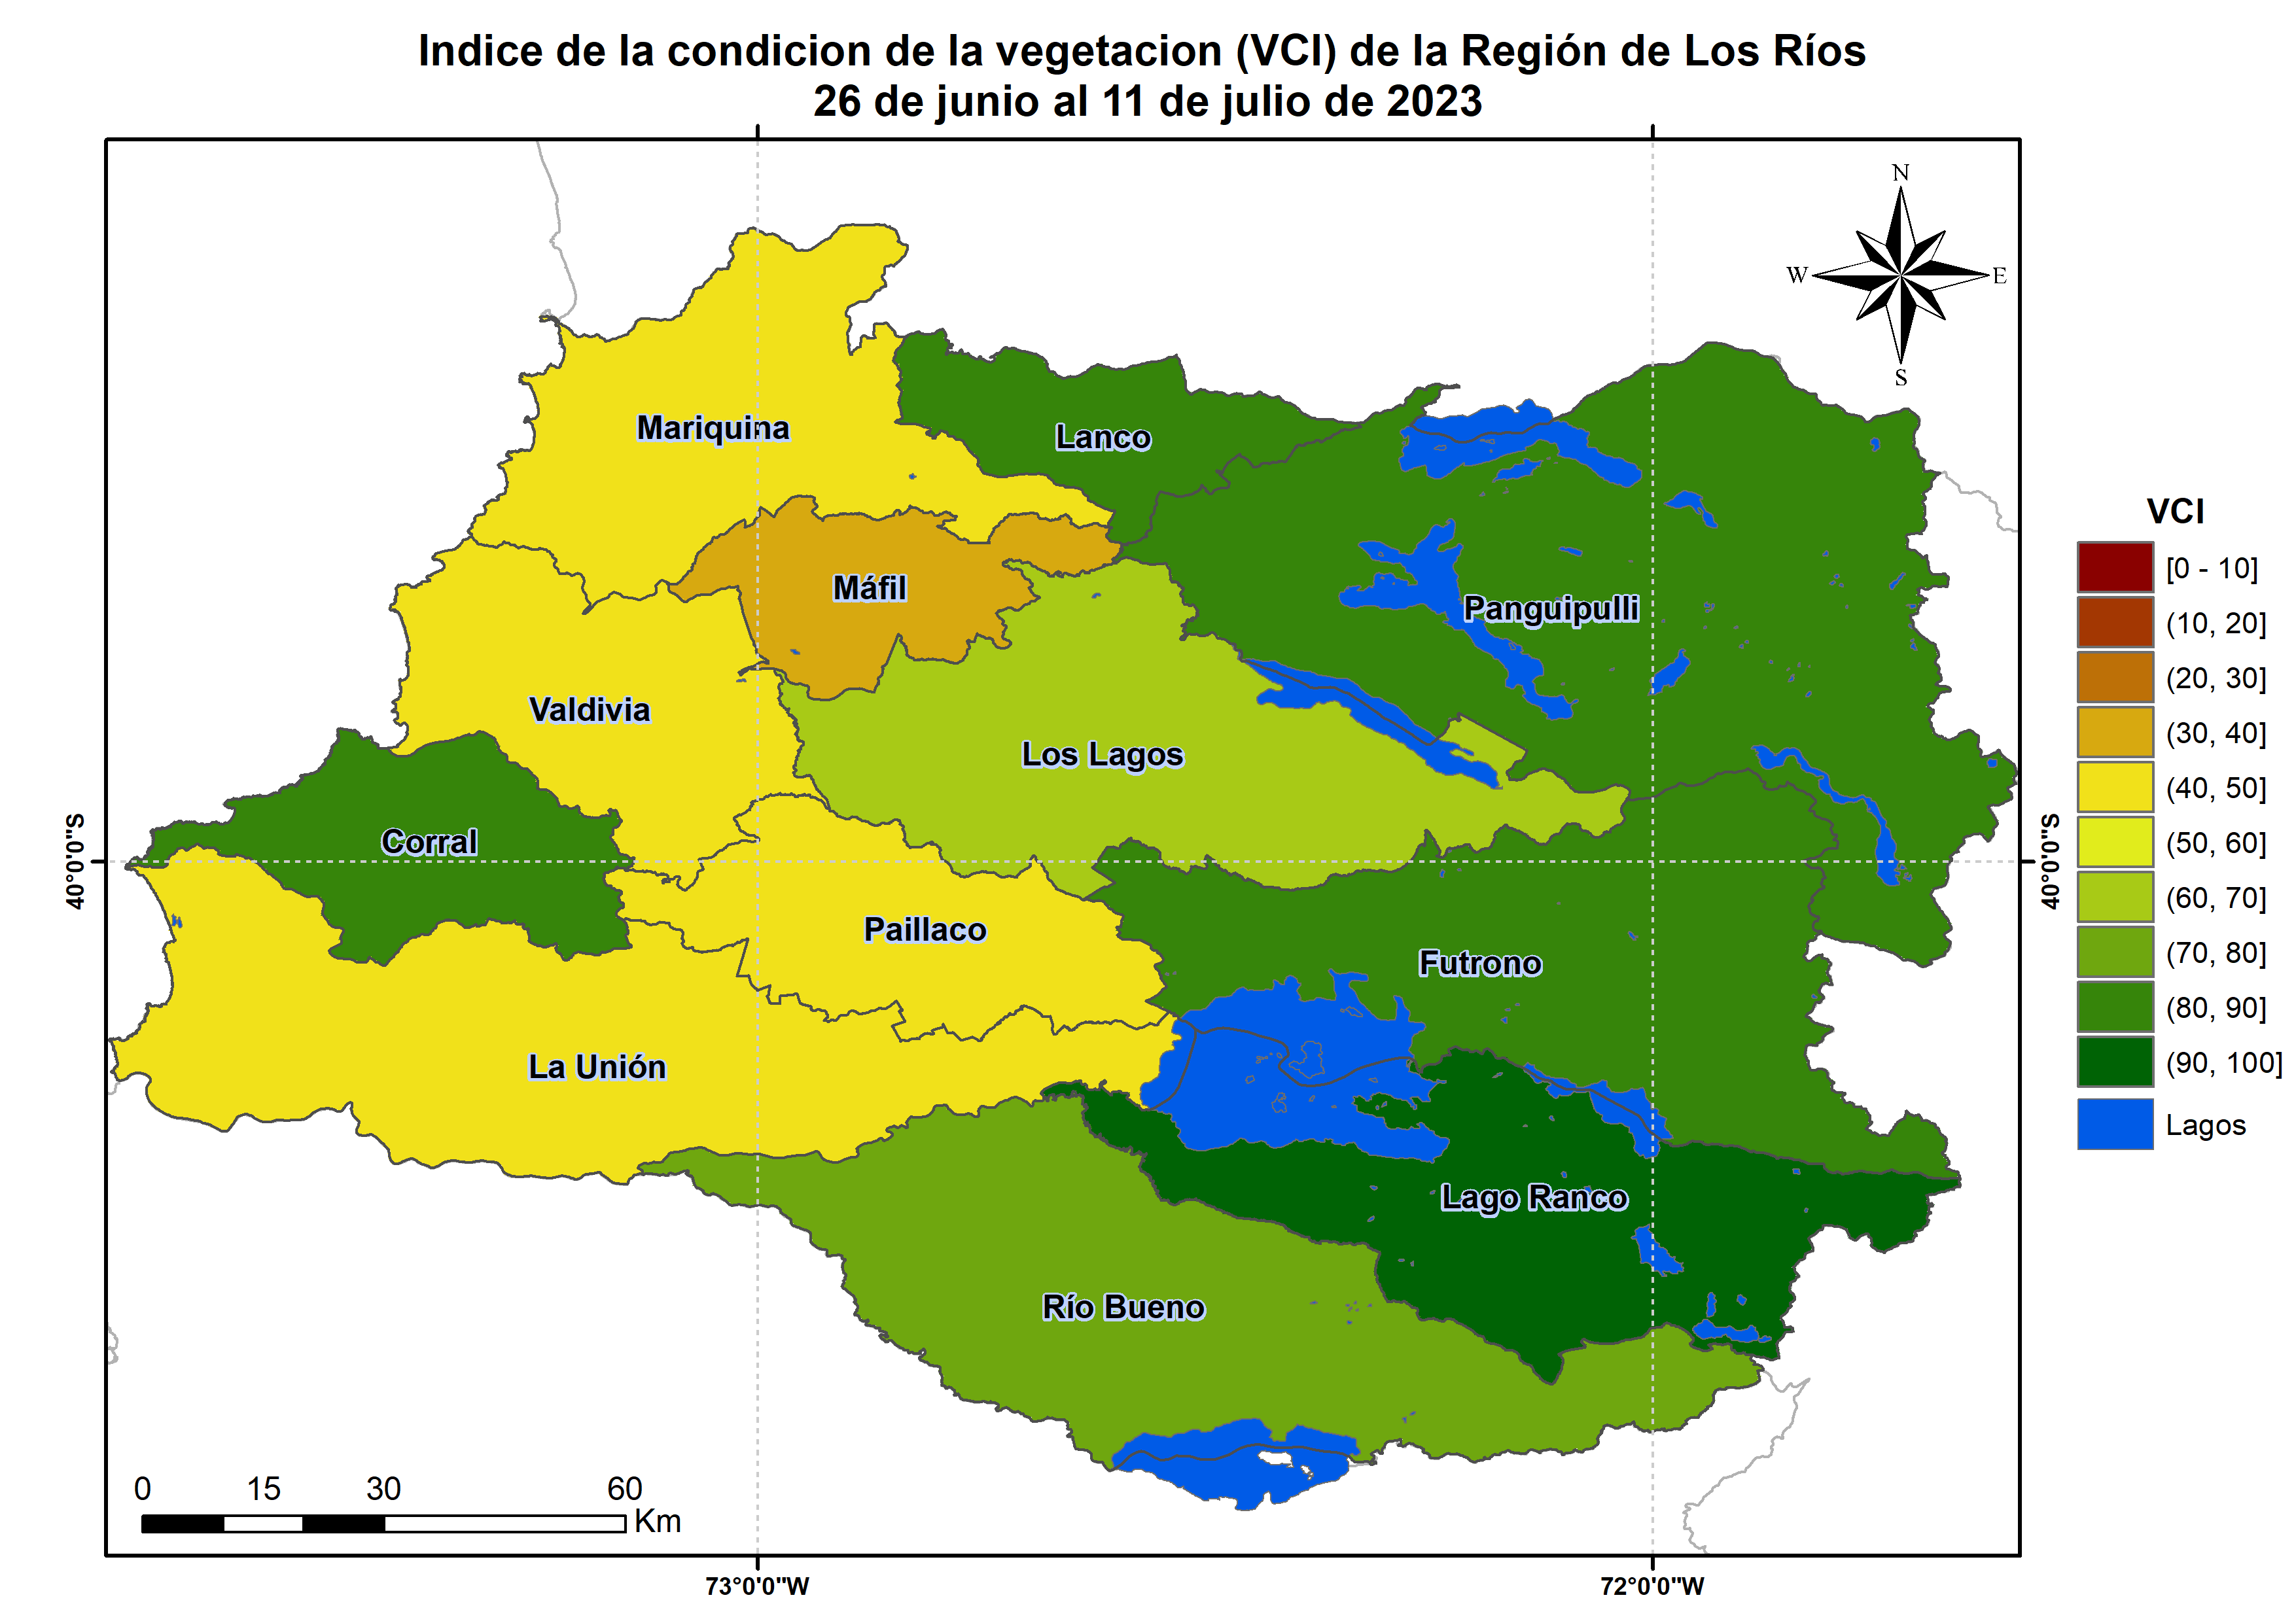 Indice de la condicion de la vegetacion (VCI) de la Región de Los Ríos
26 de junio al 11 de julio de 2023
N
W E
S
Mariquina
Lanco
Máfil
Panguipulli
Valdivia
Los Lagos
Corral
Paillaco
Futrono
La Unión
Lago Ranco
Río Bueno
VCI
[0 - 10]
(10, 20]
(20, 30]
(30, 40]
(40, 50]
(50, 60]
(60, 70]
(70, 80]
(80, 90]
(90, 100]
Lagos
40°0'0"S
40°0'0"S
0 15 30 60
Km
73°0'0"W
72°0'0"W